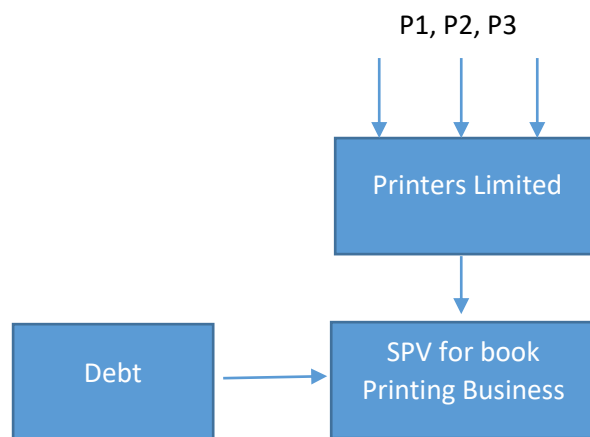 P1, P2, P3
Printers Limited
SPV for book
Printing Business
Debt